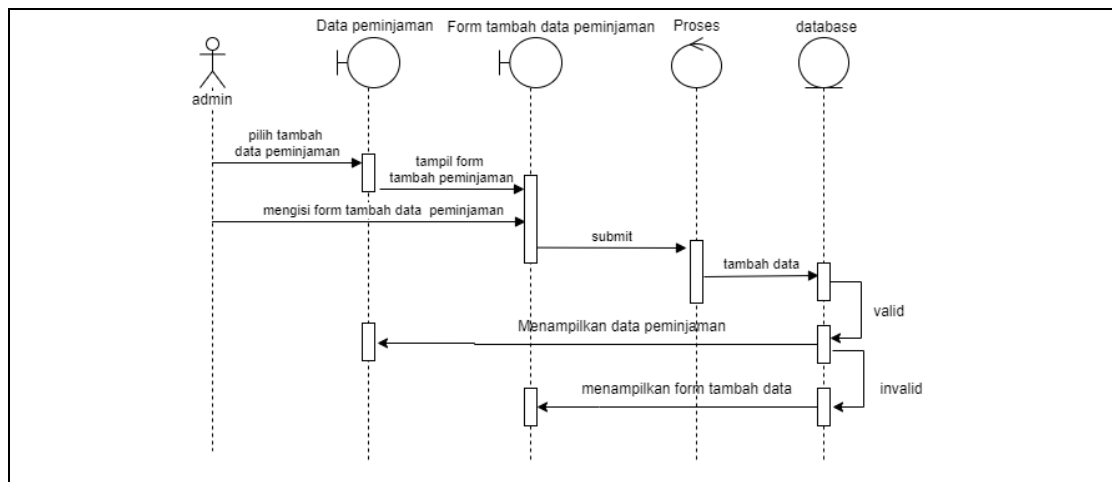 Data peminjaman
Form tambah data peminjaman
Proses
database
admin
pilih tambah
data peminjaman
tampil form
tambah peminjaman
mengisi form tambah data peminjaman
submit
tambah data
valid
Menampilkan data peminjaman
invalid
menampilkan form tambah data